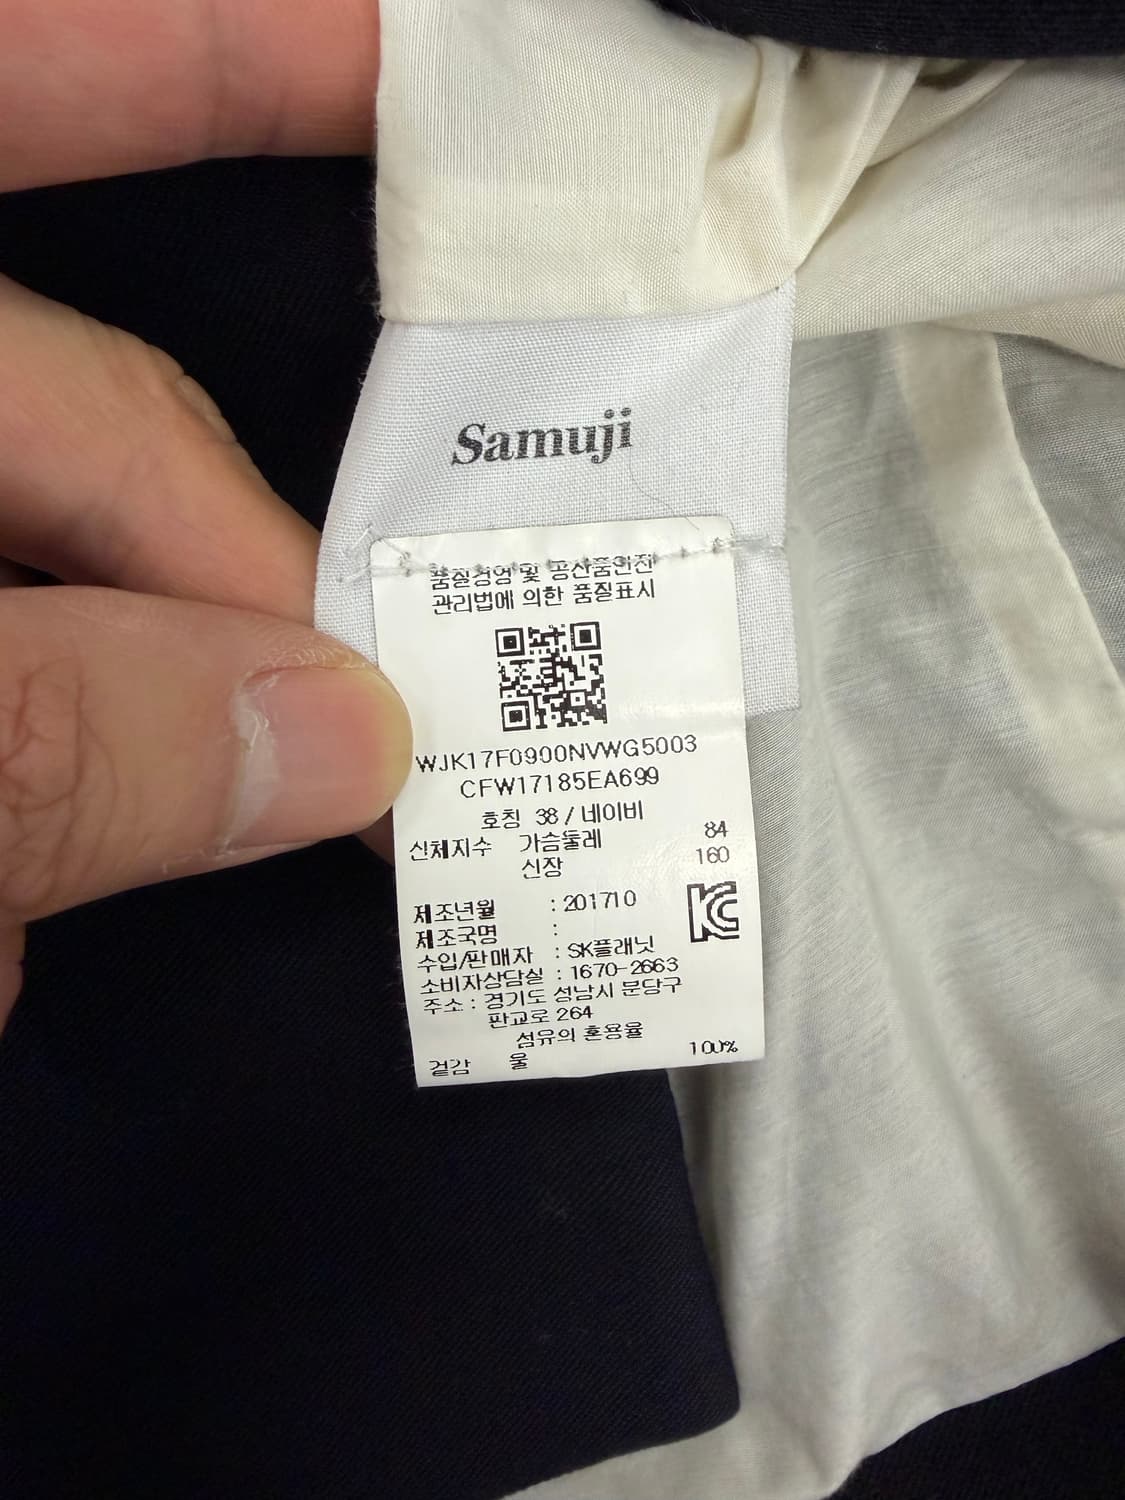 Samuji
품질경영 및 공산품안전
관리법에 의한 품질표시
WJK17F0900NVWG5003
CFW17185EA699
호칭 38 / 네이비
신체지수 가슴둘레 84
신장 160
제조년월 : 201710
제조국명 :
수입/판매자 : SK플래닛
소비자상담실 : 1670-2663
주소 : 경기도 성남시 분당구
판교로 264
섬유의 혼용율
겉감 울 100%